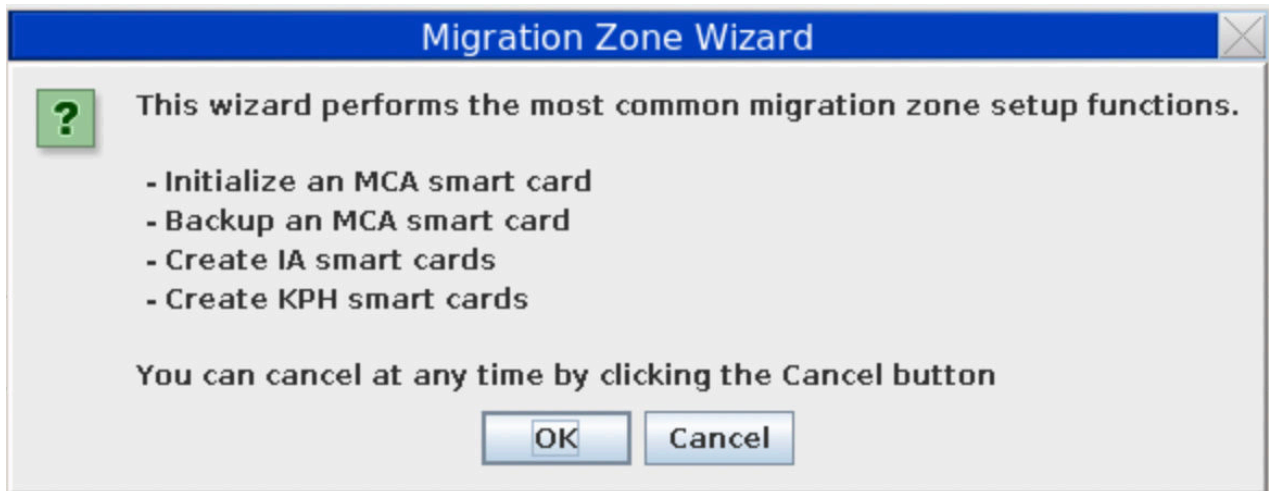 Migration Zone Wizard
?
This wizard performs the most common migration zone setup functions.
- Initialize an MCA smart card
- Backup an MCA smart card
- Create IA smart cards
- Create KPH smart cards
You can cancel at any time by clicking the Cancel button
OK Cancel